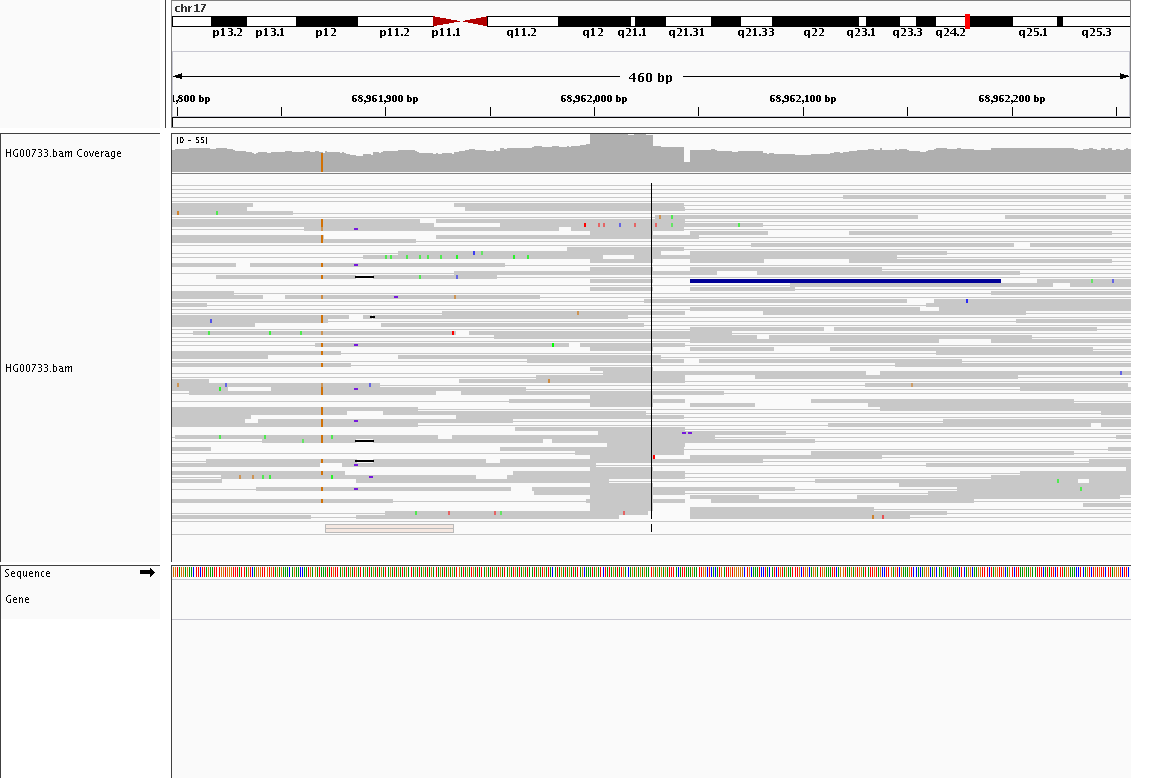 chr17
p13.2 p13.1 p12 p11.2 p11.1 q11.2 q12 q21.1 q21.31 q21.33 q22 q23.1 q23.3 q24.2 q25.1 q25.3
460 bp
1,800 bp 68,961,900 bp 68,962,000 bp 68,962,100 bp 68,962,200 bp
[0 - 55]
HG00733.bam Coverage
HG00733.bam
Sequence
Gene